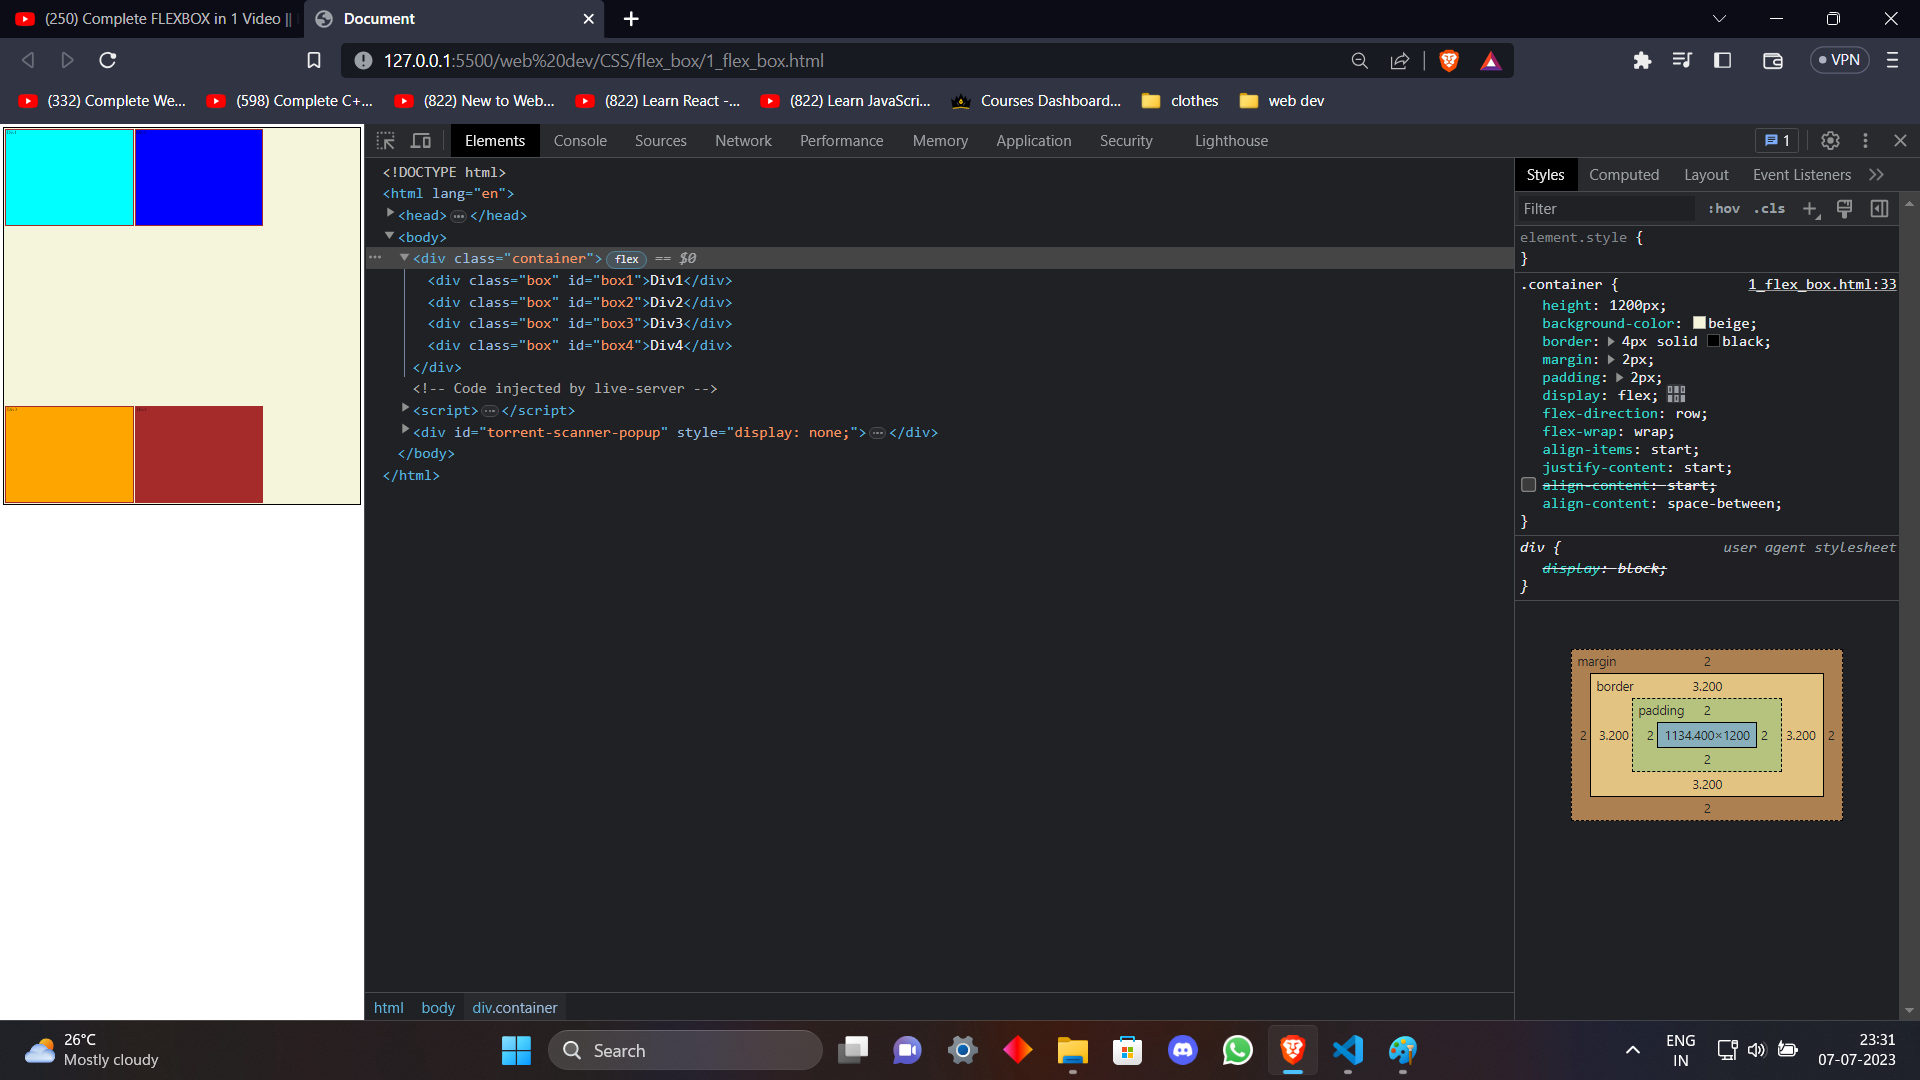 (250) Complete FLEXBOX in 1 Video ||
Document
127.0.0.1:5500/web%20dev/CSS/flex_box/1_flex_box.html
VPN
(332) Complete We...
(598) Complete C+...
(822) New to Web...
(822) Learn React -...
(822) Learn JavaScri...
Courses Dashboard...
clothes
web dev
Elements
Console
Sources
Network
Performance
Memory
Application
Security
Lighthouse
1
<!DOCTYPE html>
<html lang="en">
<head> ... </head>
<body>
<div class="container"> flex == $0
<div class="box" id="box1">Div1</div>
<div class="box" id="box2">Div2</div>
<div class="box" id="box3">Div3</div>
<div class="box" id="box4">Div4</div>
</div>
<!-- Code injected by live-server -->
<script> ... </script>
<div id="torrent-scanner-popup" style="display: none;"> ... </div>
</body>
</html>
html body div.container
Styles
Computed
Layout
Event Listeners
Filter
:hov .cls
element.style {
}
.container { 1_flex_box.html:33
height: 1200px;
background-color: beige;
border: 4px solid black;
margin: 2px;
padding: 2px;
display: flex;
flex-direction: row;
flex-wrap: wrap;
align-items: start;
justify-content: start;
align-content: start;
align-content: space-between;
}
div { user agent stylesheet
display: block;
}
margin 2
border 3.200
padding 2
2 3.200 2 1134.400×1200 2 3.200 2
2
3.200
2
26°C
Mostly cloudy
Search
ENG
IN
23:31
07-07-2023